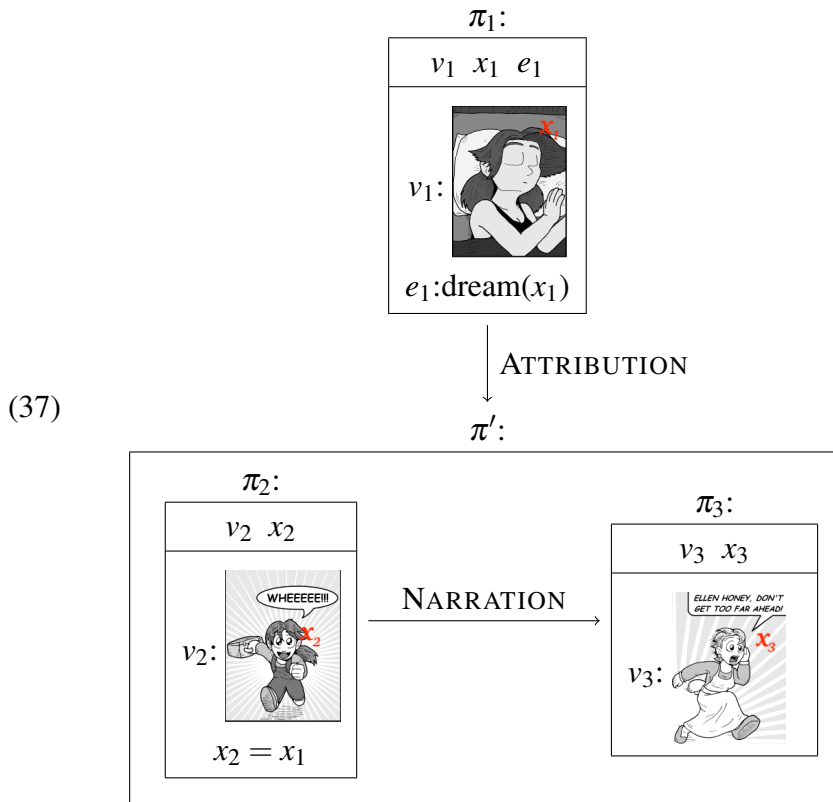 π₁:
v₁ x₁ e₁
x₁
v₁:
e₁:dream(x₁)
ATTRIBUTION
(37)
π′:
π₂:
v₂ x₂
WHEEEEE!!!
x₂
v₂:
x₂ = x₁
NARRATION
π₃:
v₃ x₃
ELLEN HONEY, DON'T
GET TOO FAR AHEAD!
x₃
v₃: